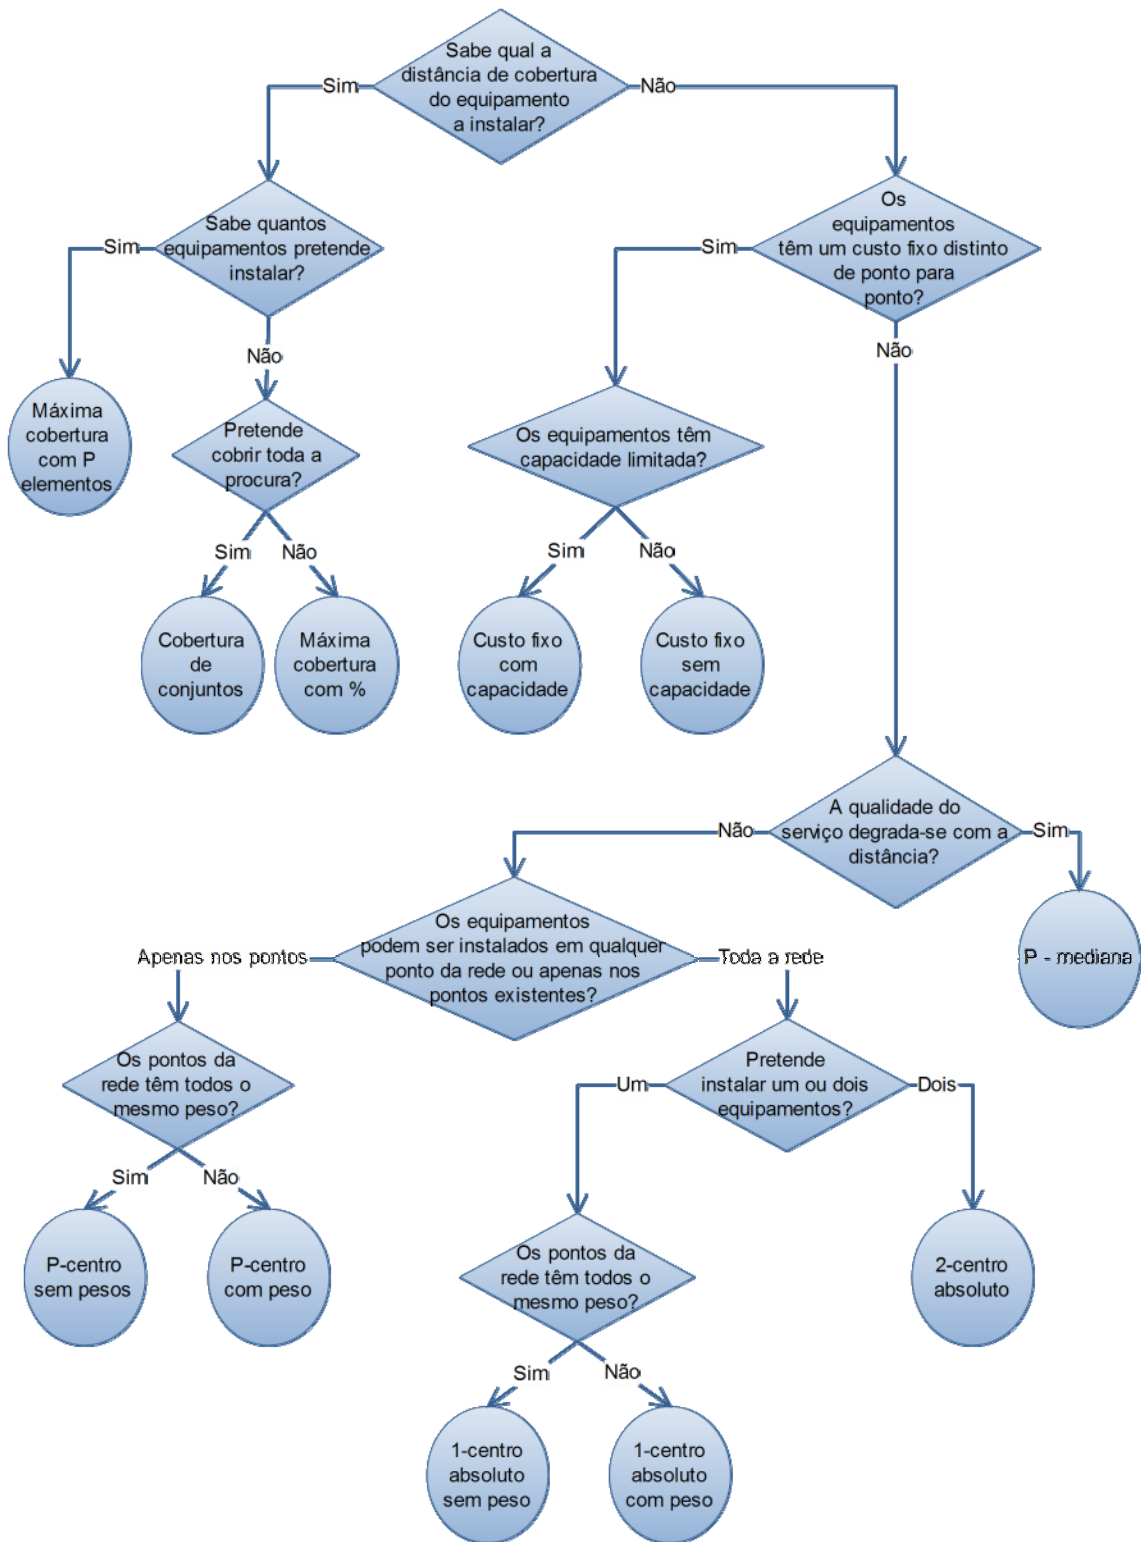 Sabe qual a
distância de cobertura
do equipamento
a instalar?
Sim
Não
Sabe quantos
equipamentos pretende
instalar?
Sim
Não
Os
equipamentos
têm um custo fixo distinto
de ponto para
ponto?
Sim
Não
Máxima
cobertura
com P
elementos
Pretende
cobrir toda a
procura?
Sim
Não
Os equipamentos têm
capacidade limitada?
Sim
Não
Cobertura
de
conjuntos
Máxima
cobertura
com %
Custo fixo
com
capacidade
Custo fixo
sem
capacidade
A qualidade do
serviço degrada-se com a
distância?
Não
Sim
P - mediana
Os equipamentos
podem ser instalados em qualquer
ponto da rede ou apenas nos
pontos existentes?
Apenas nos pontos
Toda a rede
Os pontos da
rede têm todos o
mesmo peso?
Sim
Não
Pretende
instalar um ou dois
equipamentos?
Um
Dois
P-centro
sem pesos
P-centro
com peso
Os pontos da
rede têm todos o
mesmo peso?
Sim
Não
2-centro
absoluto
1-centro
absoluto
sem peso
1-centro
absoluto
com peso